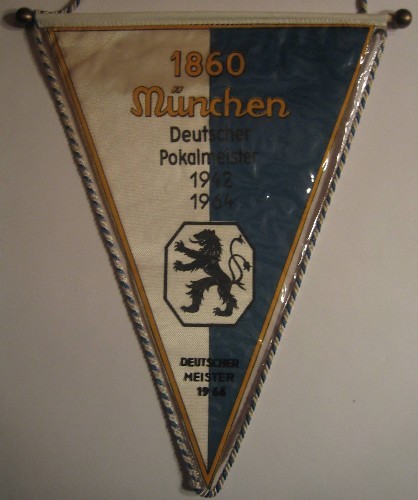 1860
München
Deutscher
Pokalmeister
1942
1964
DEUTSCHER
MEISTER
1966